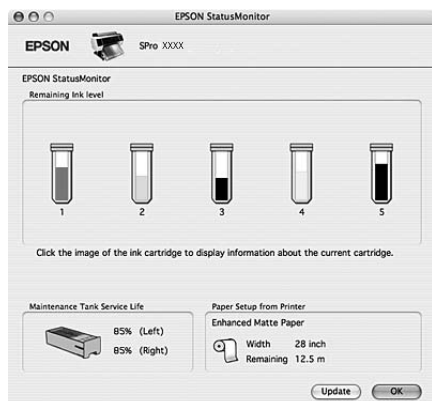 EPSON StatusMonitor
EPSON SPro XXXX
EPSON StatusMonitor
Remaining Ink level
1 2 3 4 5
Click the image of the ink cartridge to display information about the current cartridge.
Maintenance Tank Service Life
85% (Left)
85% (Right)
Paper Setup from Printer
Enhanced Matte Paper
Width 28 inch
Remaining 12.5 m
Update OK